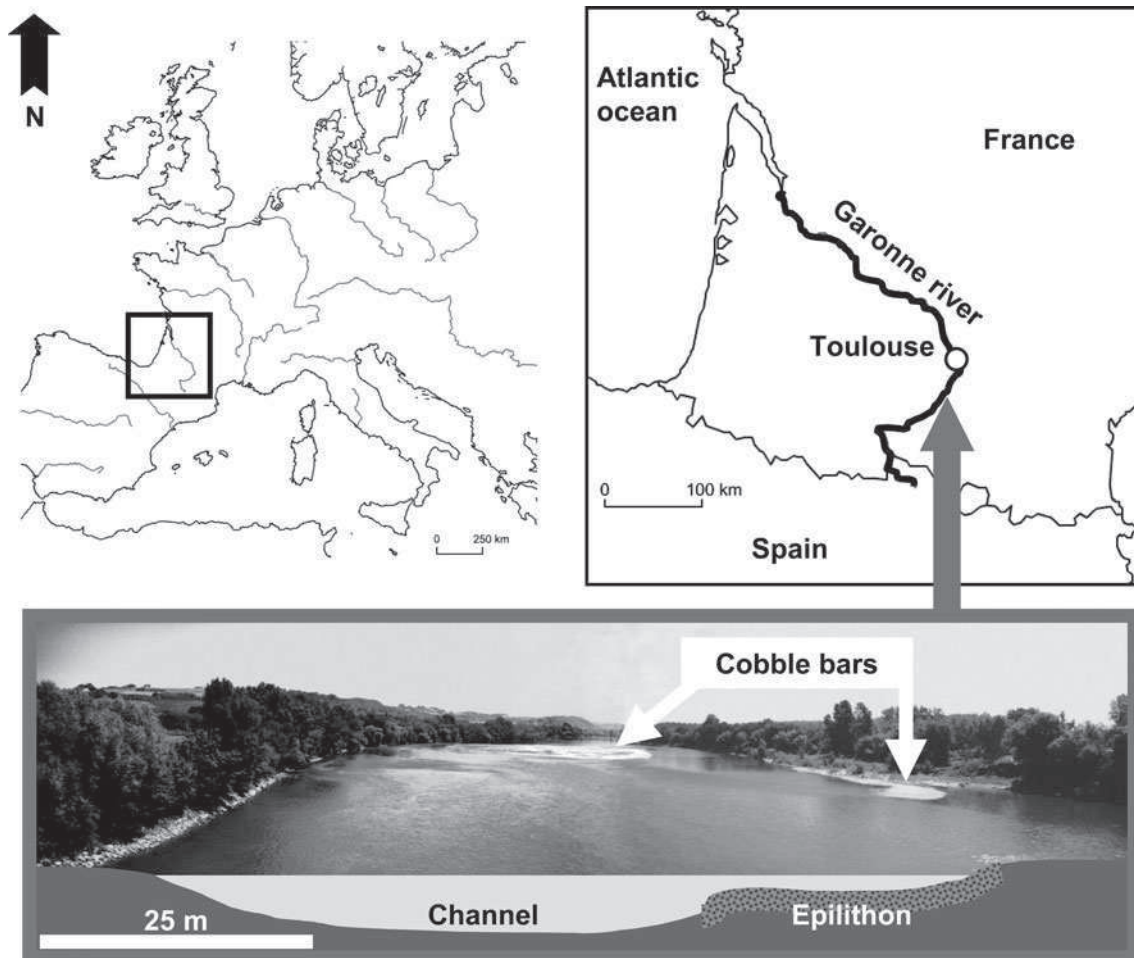 N
0 250 km
Atlantic
ocean
France
Garonne river
Toulouse
0 100 km
Spain
Cobble bars
Channel
Epilithon
25 m